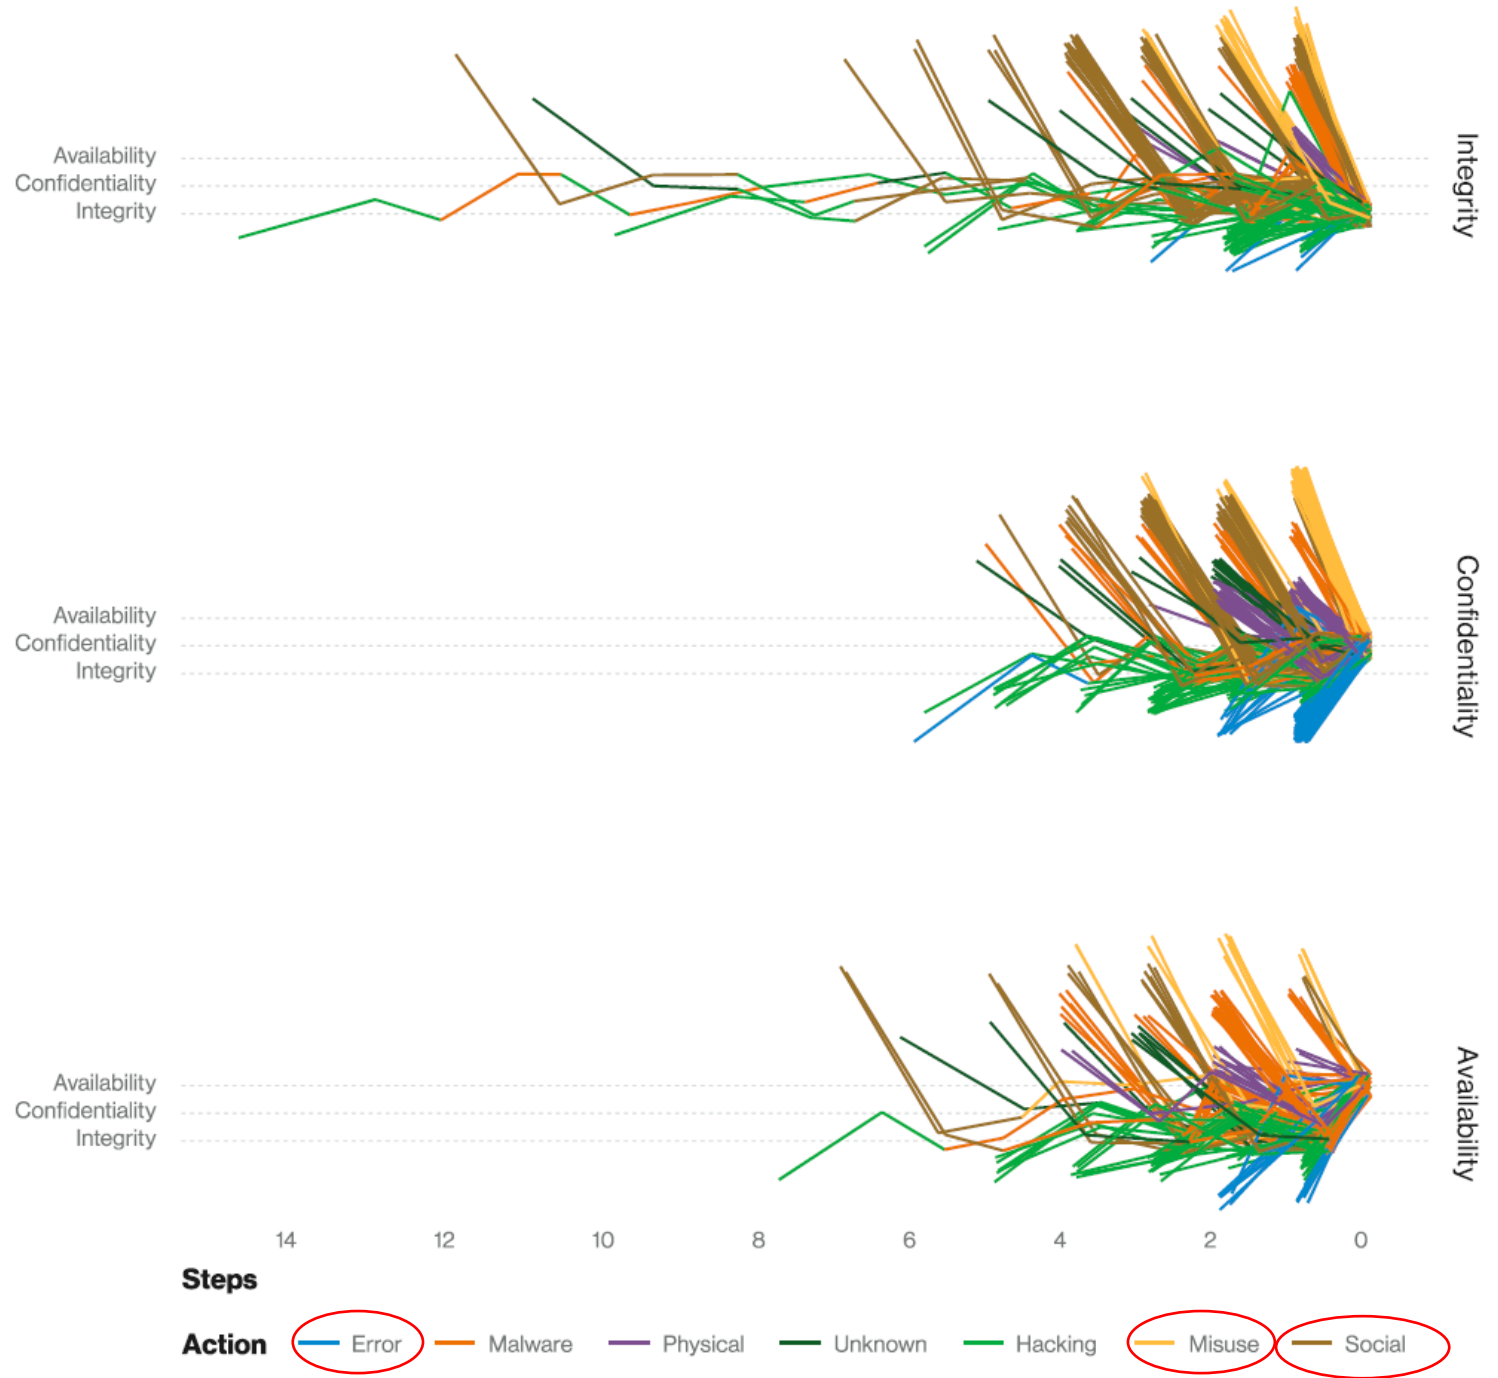 Availability
Confidentiality
Integrity
Integrity
Availability
Confidentiality
Integrity
Confidentiality
Availability
Confidentiality
Integrity
Availability
14 12 10 8 6 4 2 0
Steps
Action Error Malware Physical Unknown Hacking Misuse Social